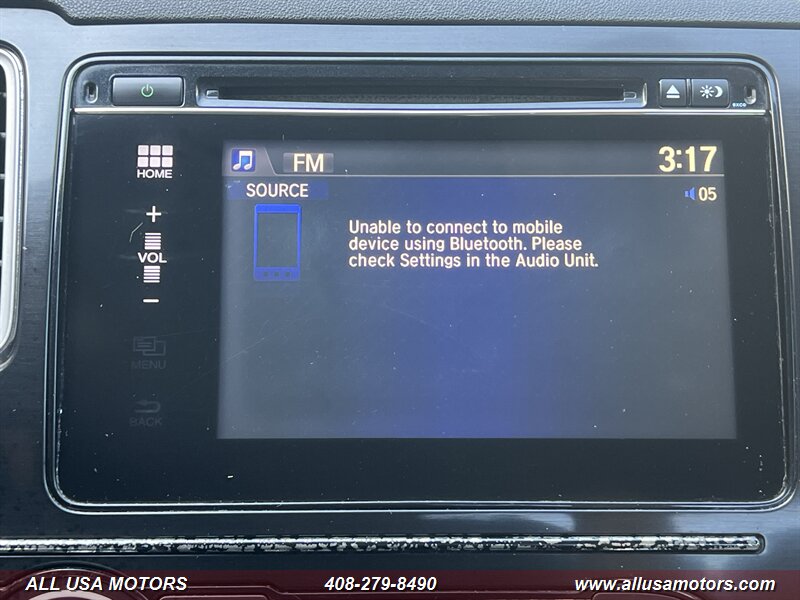 HOME
FM
3:17
SOURCE
05
+
VOL
-
Unable to connect to mobile
device using Bluetooth. Please
check Settings in the Audio Unit.
MENU
BACK
ALL USA MOTORS 408-279-8490 www.allusamotors.com